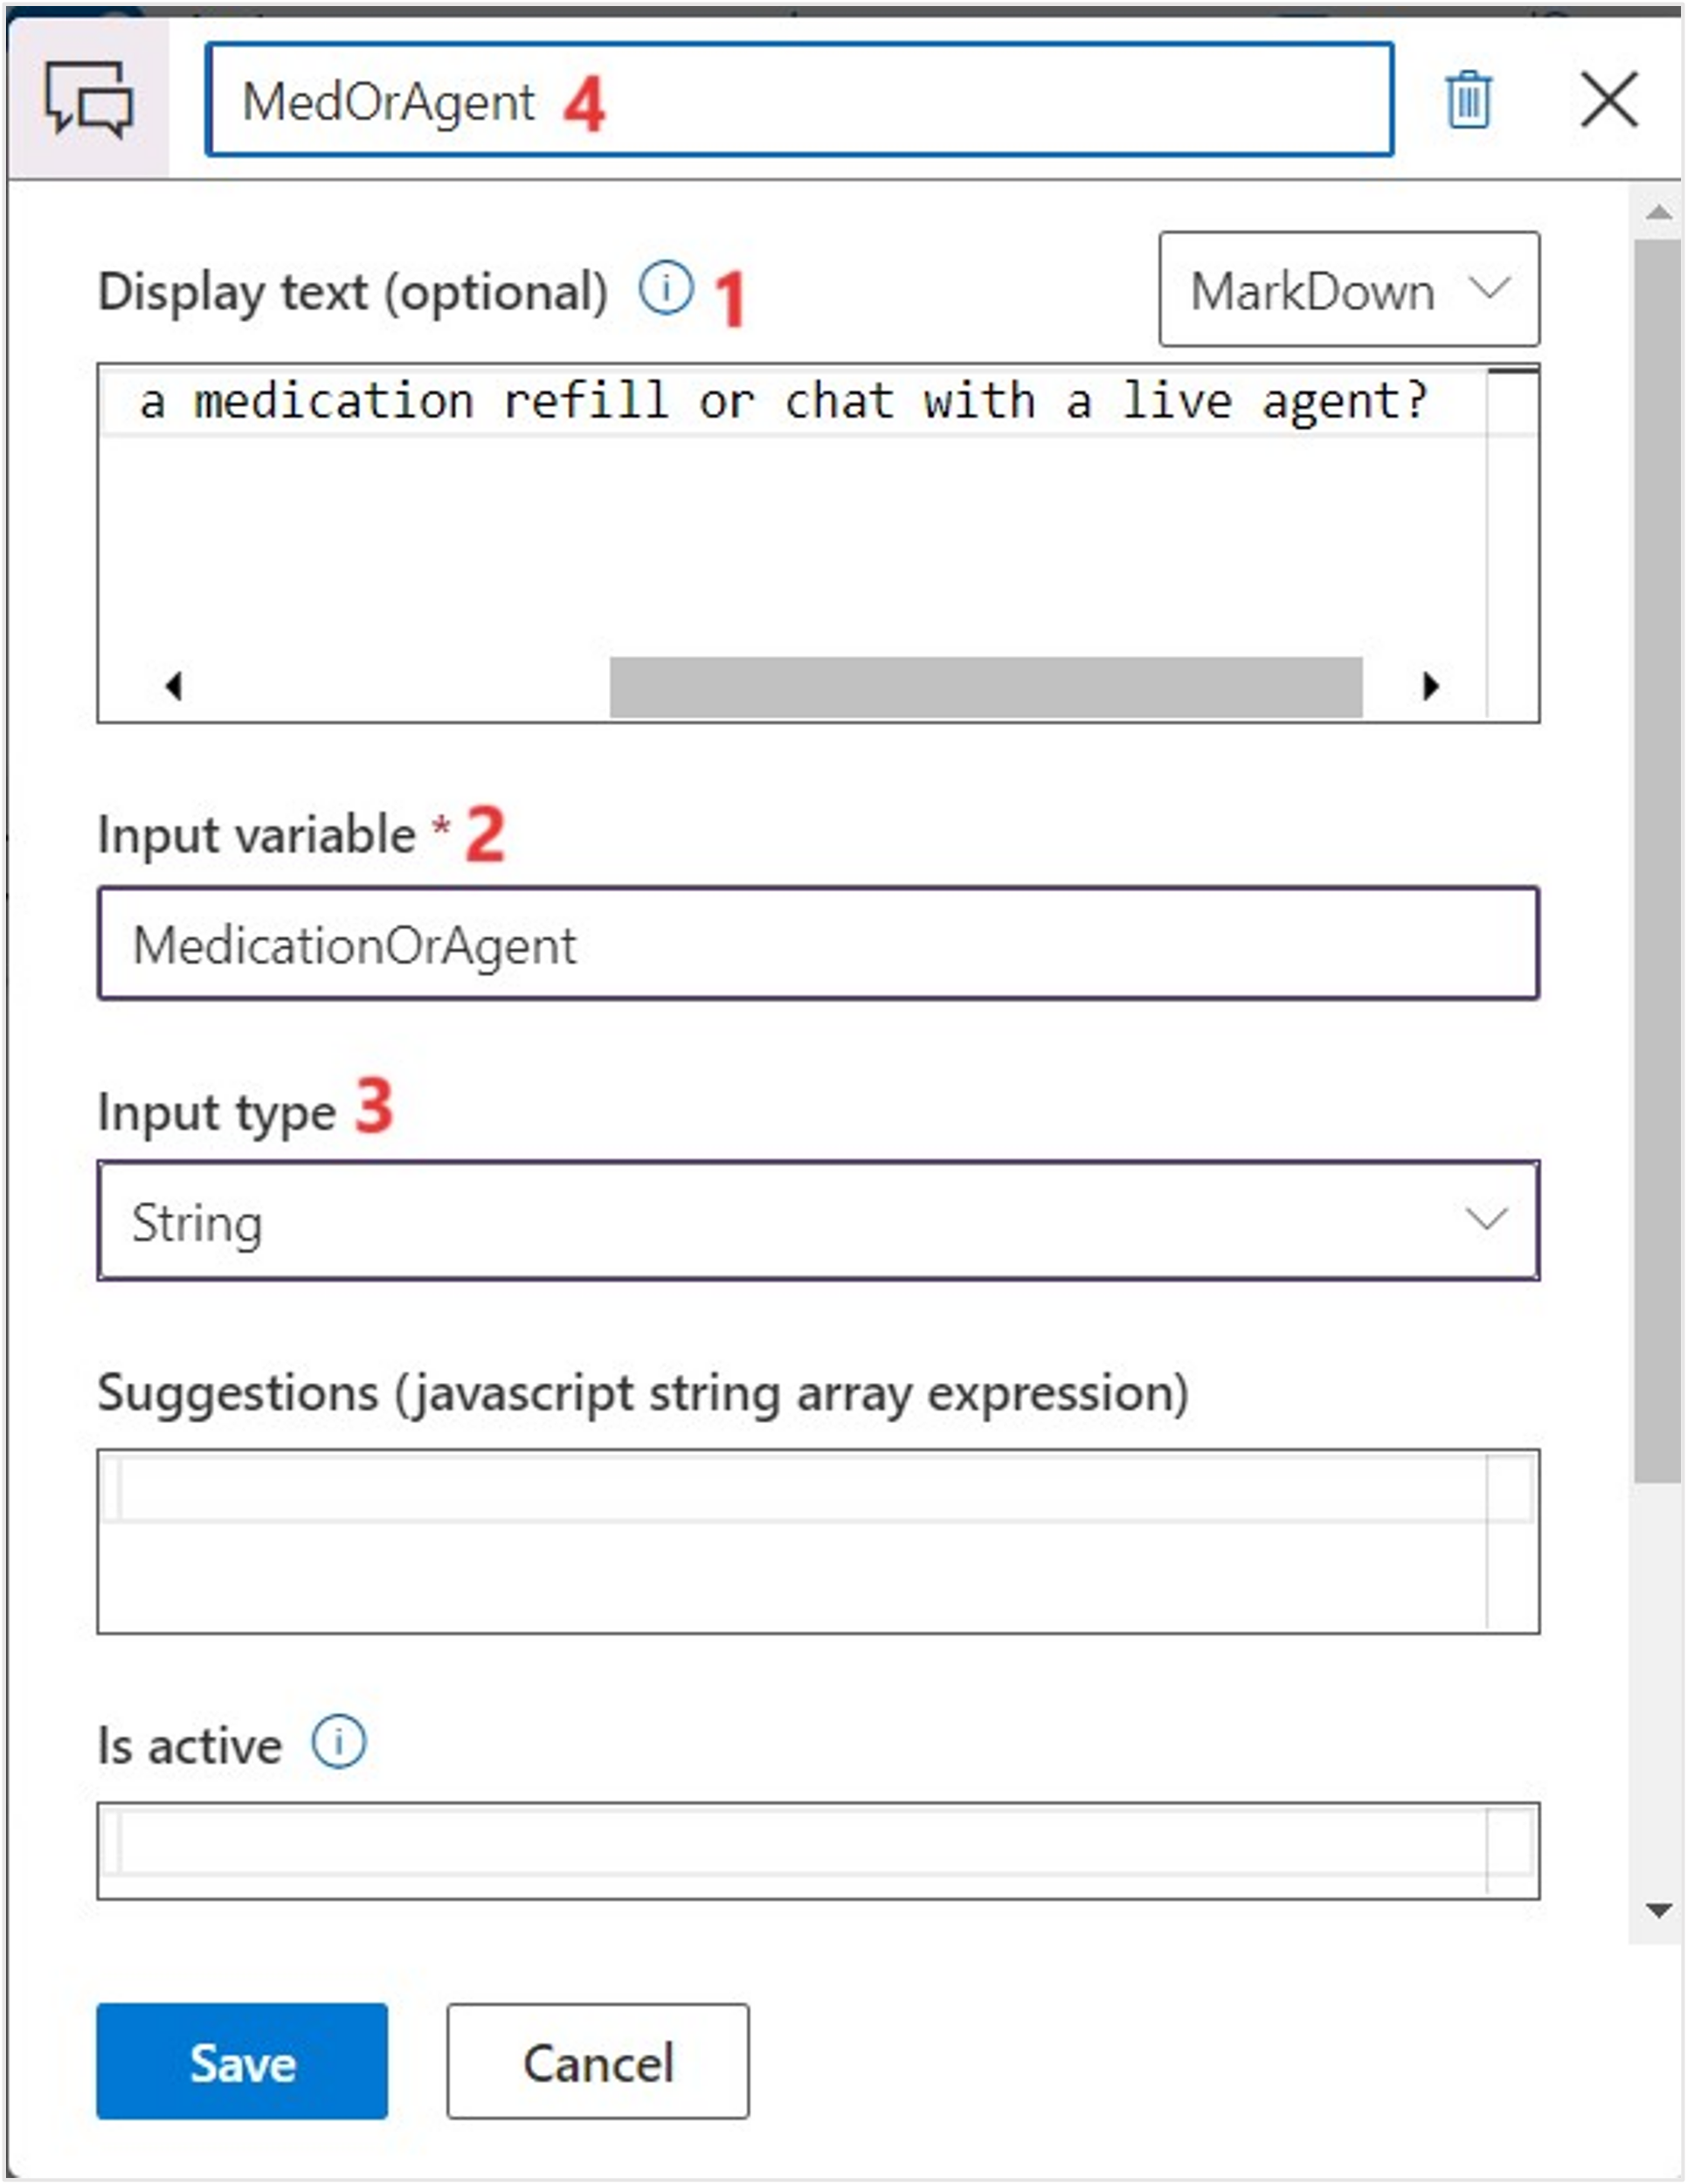 MedOrAgent 4
Display text (optional) 1 MarkDown
a medication refill or chat with a live agent?
Input variable * 2
MedicationOrAgent
Input type 3
String
Suggestions (javascript string array expression)
Is active
Save Cancel